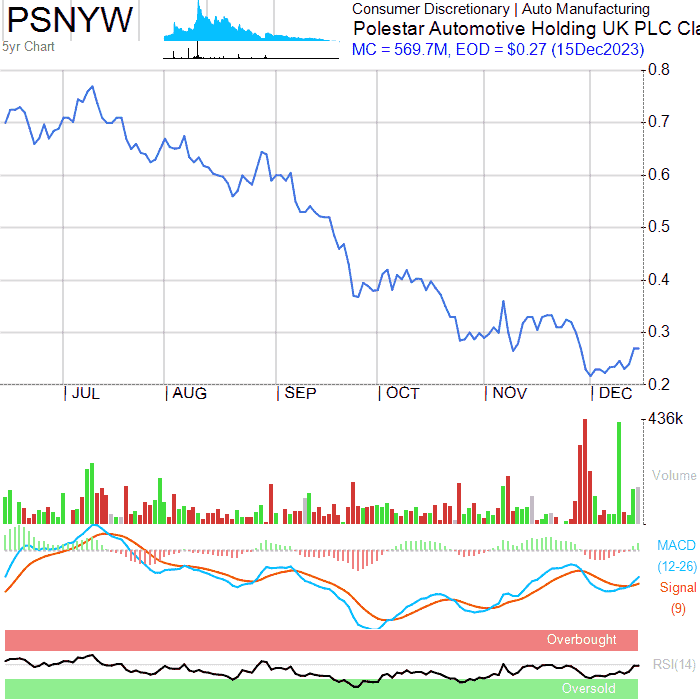 PSNYW
5yr Chart
Consumer Discretionary | Auto Manufacturing
Polestar Automotive Holding UK PLC Cla
MC = 569.7M, EOD = $0.27 (15Dec2023)
0.8
0.7
0.6
0.5
0.4
0.3
0.2
JUL AUG SEP OCT NOV DEC
436k
Volume
MACD
(12-26)
Signal
(9)
Overbought
RSI(14)
Oversold